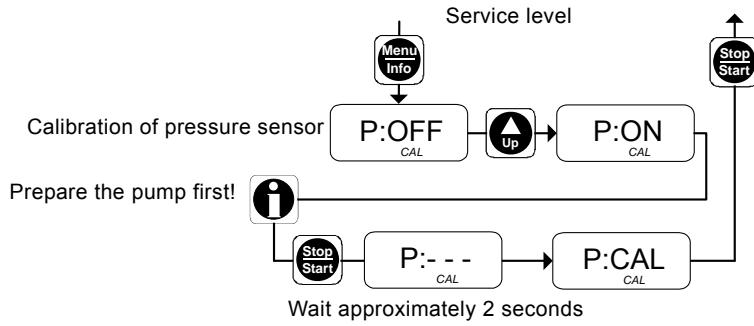 Service level
Menu
Info
Stop
Start
Calibration of pressure sensor
P:OFF
CAL
Up
P:ON
CAL
Prepare the pump first!
i
Stop
Start
P:- - -
CAL
P:CAL
CAL
Wait approximately 2 seconds